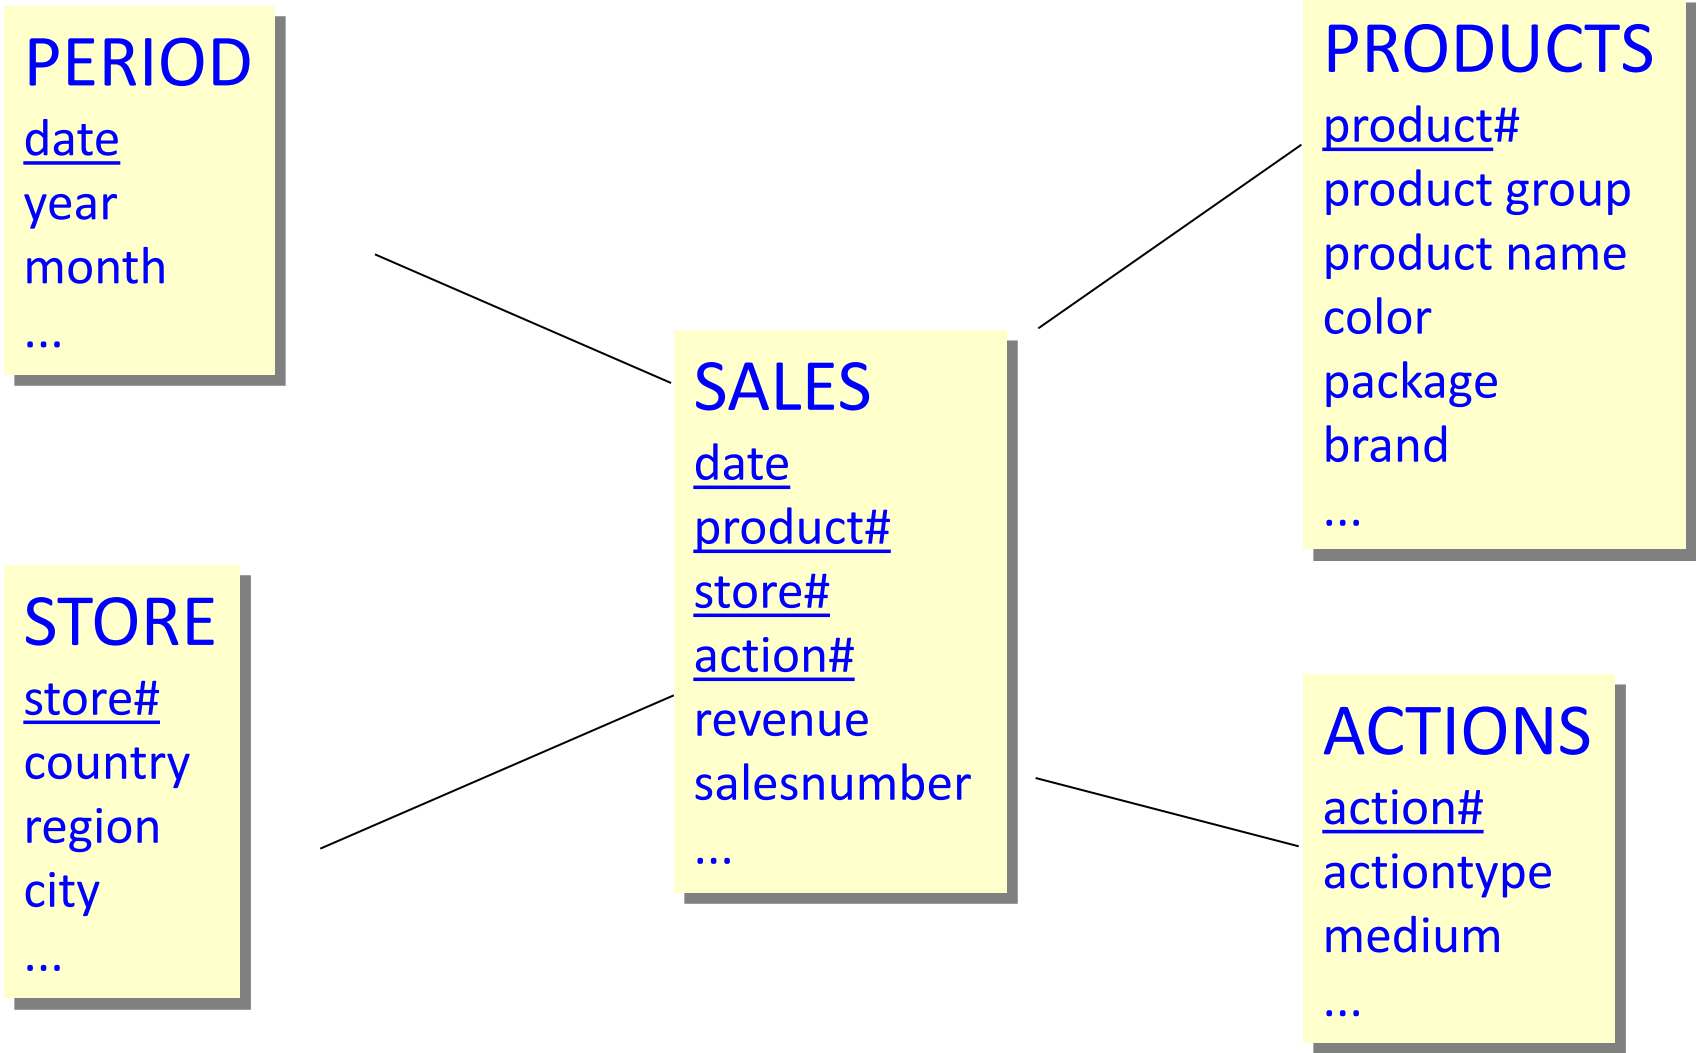 PERIOD
date
year
month
...
PRODUCTS
product#
product group
product name
color
package
brand
...
SALES
date
product#
store#
action#
revenue
salesnumber
...
STORE
store#
country
region
city
...
ACTIONS
action#
actiontype
medium
...